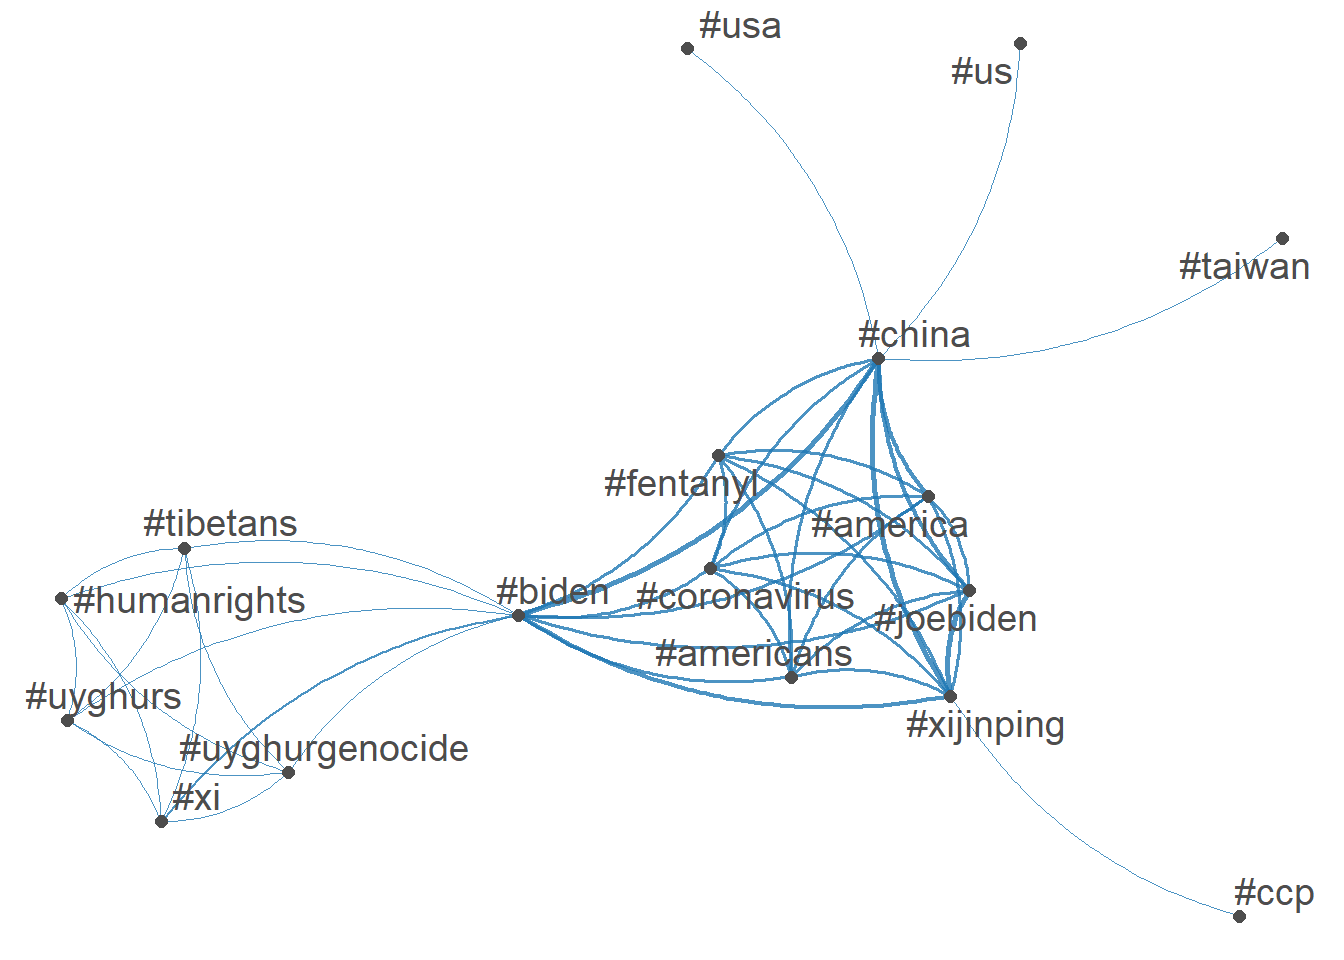 #usa
#us
#taiwan
#china
#fentanyl
#america
#tibetans
#biden
#humanrights
#coronavirus
#joebiden
#americans
#uyghurs
#xijinping
#uyghurgenocide
#xi
#ccp